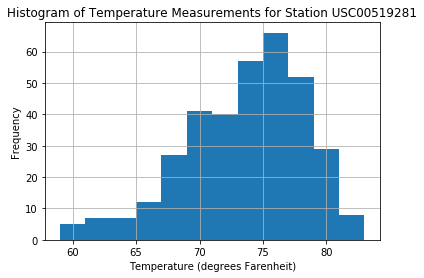 Histogram of Temperature Measurements for Station USC00519281
60
50
40
30
20
10
0
Frequency
60 65 70 75 80
Temperature (degrees Farenheit)